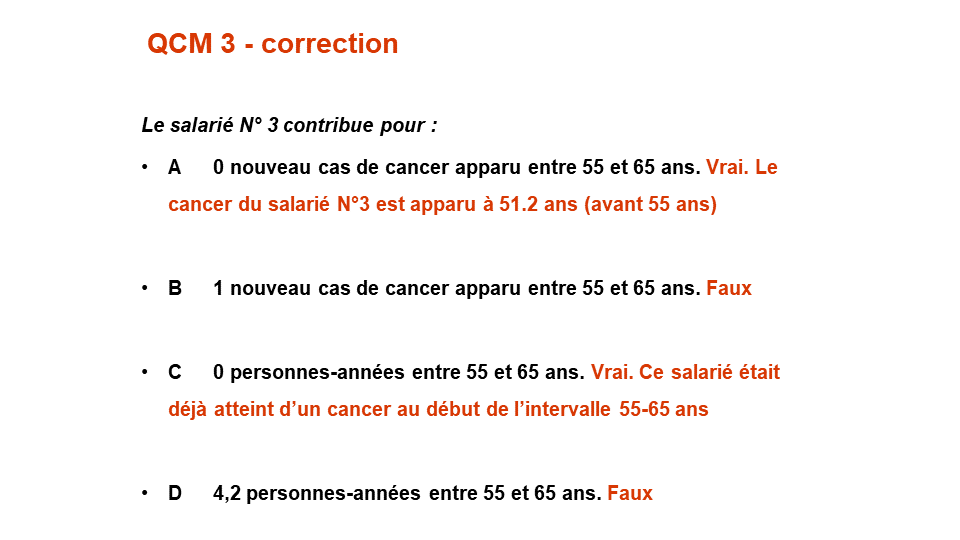 QCM 3 - correction
Le salarié N° 3 contribue pour :
• A 0 nouveau cas de cancer apparu entre 55 et 65 ans. Vrai. Le
cancer du salarié N°3 est apparu à 51.2 ans (avant 55 ans)
• B 1 nouveau cas de cancer apparu entre 55 et 65 ans. Faux
• C 0 personnes-années entre 55 et 65 ans. Vrai. Ce salarié était
déjà atteint d’un cancer au début de l’intervalle 55-65 ans
• D 4,2 personnes-années entre 55 et 65 ans. Faux